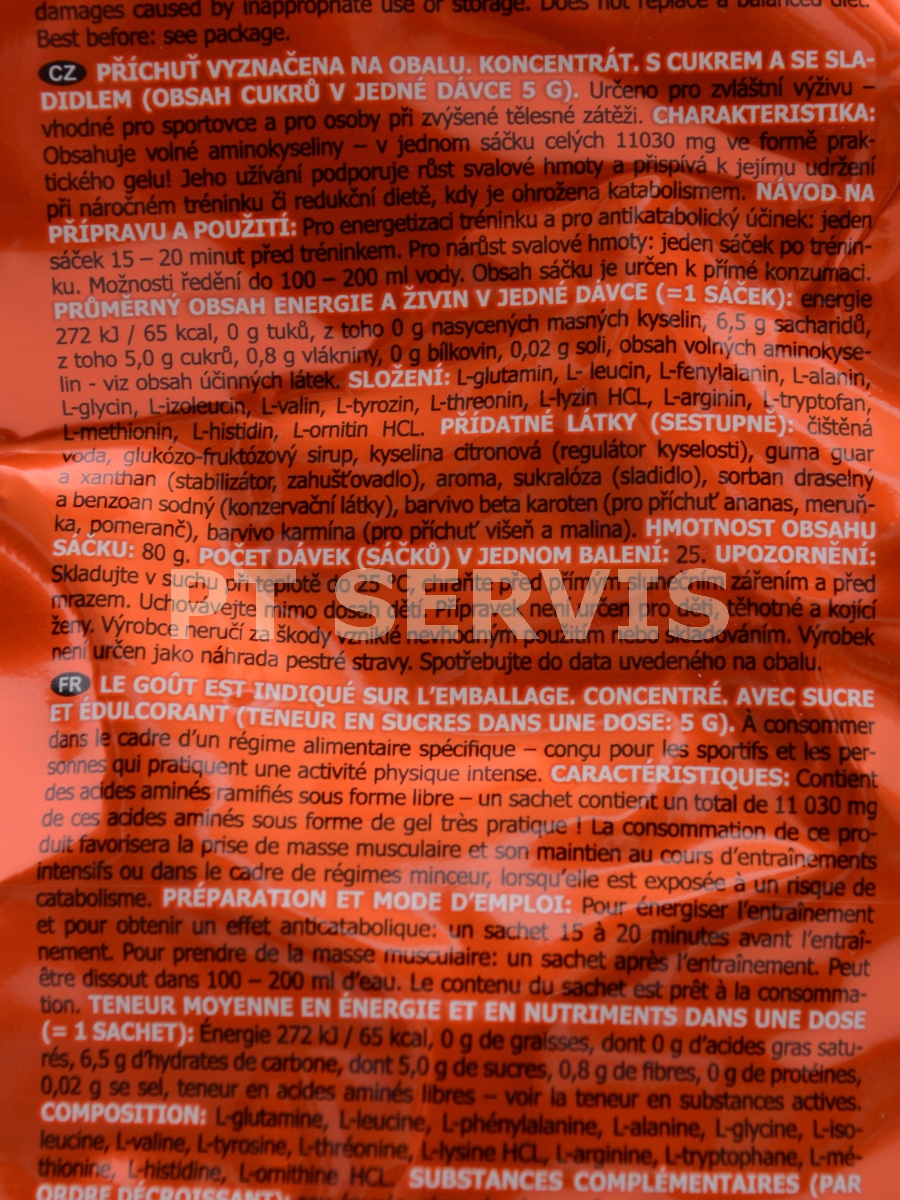 damages caused by inappropriate use or storage. Does not replace a balanced diet.
Best before: see package.
CZ PŘÍCHUŤ VYZNAČENA NA OBALU. KONCENTRÁT. S CUKREM A SE SLA-
DIDLEM (OBSAH CUKRŮ V JEDNÉ DÁVCE 5 G). Určeno pro zvláštní výživu –
vhodné pro sportovce a pro osoby při zvýšené tělesné zátěži. CHARAKTERISTIKA:
Obsahuje volné aminokyseliny – v jednom sáčku celých 11030 mg ve formě prak-
tického gelu! Jeho užívání podporuje růst svalové hmoty a přispívá k jejímu udržení
při náročném tréninku či redukční dietě, kdy je ohrožena katabolismem. NÁVOD NA
PŘÍPRAVU A POUŽITÍ: Pro energetizaci tréninku a pro antikatabolický účinek: jeden
sáček 15 – 20 minut před tréninkem. Pro nárůst svalové hmoty: jeden sáček po trénin-
ku. Možnosti ředění do 100 – 200 ml vody. Obsah sáčku je určen k přímé konzumaci.
PRŮMĚRNÝ OBSAH ENERGIE A ŽIVIN V JEDNÉ DÁVCE (=1 SÁČEK): energie
272 kJ / 65 kcal, 0 g tuků, z toho 0 g nasycených masných kyselin, 6,5 g sacharidů,
z toho 5,0 g cukrů, 0,8 g vlákniny, 0 g bílkovin, 0,02 g soli, obsah volných aminokyse-
lin - viz obsah účinných látek. SLOŽENÍ: L-glutamin, L- leucin, L-fenylalanin, L-alanin,
L-glycin, L-izoleucin, L-valin, L-tyrozin, L-threonin, L-lyzin HCL, L-arginin, L-tryptofan,
L-methionin, L-histidin, L-ornitin HCL. PŘÍDATNÉ LÁTKY (SESTUPNĚ): čištěná
voda, glukózo-fruktózový sirup, kyselina citronová (regulátor kyselosti), guma guar
a xanthan (stabilizátor, zahušťovadlo), aroma, sukralóza (sladidlo), sorban draselný
a benzoan sodný (konzervační látky), barvivo beta karoten (pro příchuť ananas, meruň-
ka, pomeranč), barvivo karmína (pro příchuť višeň a malina). HMOTNOST OBSAHU
SÁČKU: 80 g. POČET DÁVEK (SÁČKŮ) V JEDNOM BALENÍ: 25. UPOZORNĚNÍ:
Skladujte v suchu při teplotě do 25 °C, chraňte před přímým slunečním zářením a před
mrazem. Uchovávejte mimo dosah dětí. Přípravek není určen pro děti, těhotné a kojící
PT SERVIS
ženy. Výrobce neručí za škody vzniklé nevhodným použitím nebo skladováním. Výrobek
není určen jako náhrada pestré stravy. Spotřebujte do data uvedeného na obalu.
FR LE GOÛT EST INDIQUÉ SUR L'EMBALLAGE. CONCENTRÉ. AVEC SUCRE
ET ÉDULCORANT (TENEUR EN SUCRES DANS UNE DOSE: 5 G). À consommer
dans le cadre d'un régime alimentaire spécifique – conçu pour les sportifs et les per-
sonnes qui pratiquent une activité physique intense. CARACTÉRISTIQUES: Contient
des acides aminés ramifiés sous forme libre – un sachet contient un total de 11 030 mg
de ces acides aminés sous forme de gel très pratique ! La consommation de ce pro-
duit favorisera la prise de masse musculaire et son maintien au cours d'entraînements
intensifs ou dans le cadre de régimes minceur, lorsqu'elle est exposée à un risque de
catabolisme. PRÉPARATION ET MODE D'EMPLOI: Pour énergiser l'entraînement
et pour obtenir un effet anticatabolique: un sachet 15 à 20 minutes avant l'entraî-
nement. Pour prendre de la masse musculaire: un sachet après l'entraînement. Peut
être dissout dans 100 – 200 ml d'eau. Le contenu du sachet est prêt à la consomma-
tion. TENEUR MOYENNE EN ÉNERGIE ET EN NUTRIMENTS DANS UNE DOSE
(= 1 SACHET): Énergie 272 kJ / 65 kcal, 0 g de graisses, dont 0 g d'acides gras satu-
rés, 6,5 g d'hydrates de carbone, dont 5,0 g de sucres, 0,8 g de fibres, 0 g de protéines,
0,02 g se sel, teneur en acides aminés libres – voir la teneur en substances actives.
COMPOSITION: L-glutamine, L-leucine, L-phénylalanine, L-alanine, L-glycine, L-iso-
leucine, L-valine, L-tyrosine, L-thréonine, L-lysine HCL, L-arginine, L-tryptophane, L-mé-
thionine, L-histidine, L-ornithine HCL. SUBSTANCES COMPLÉMENTAIRES (PAR
ORDRE DÉCROISSANT):